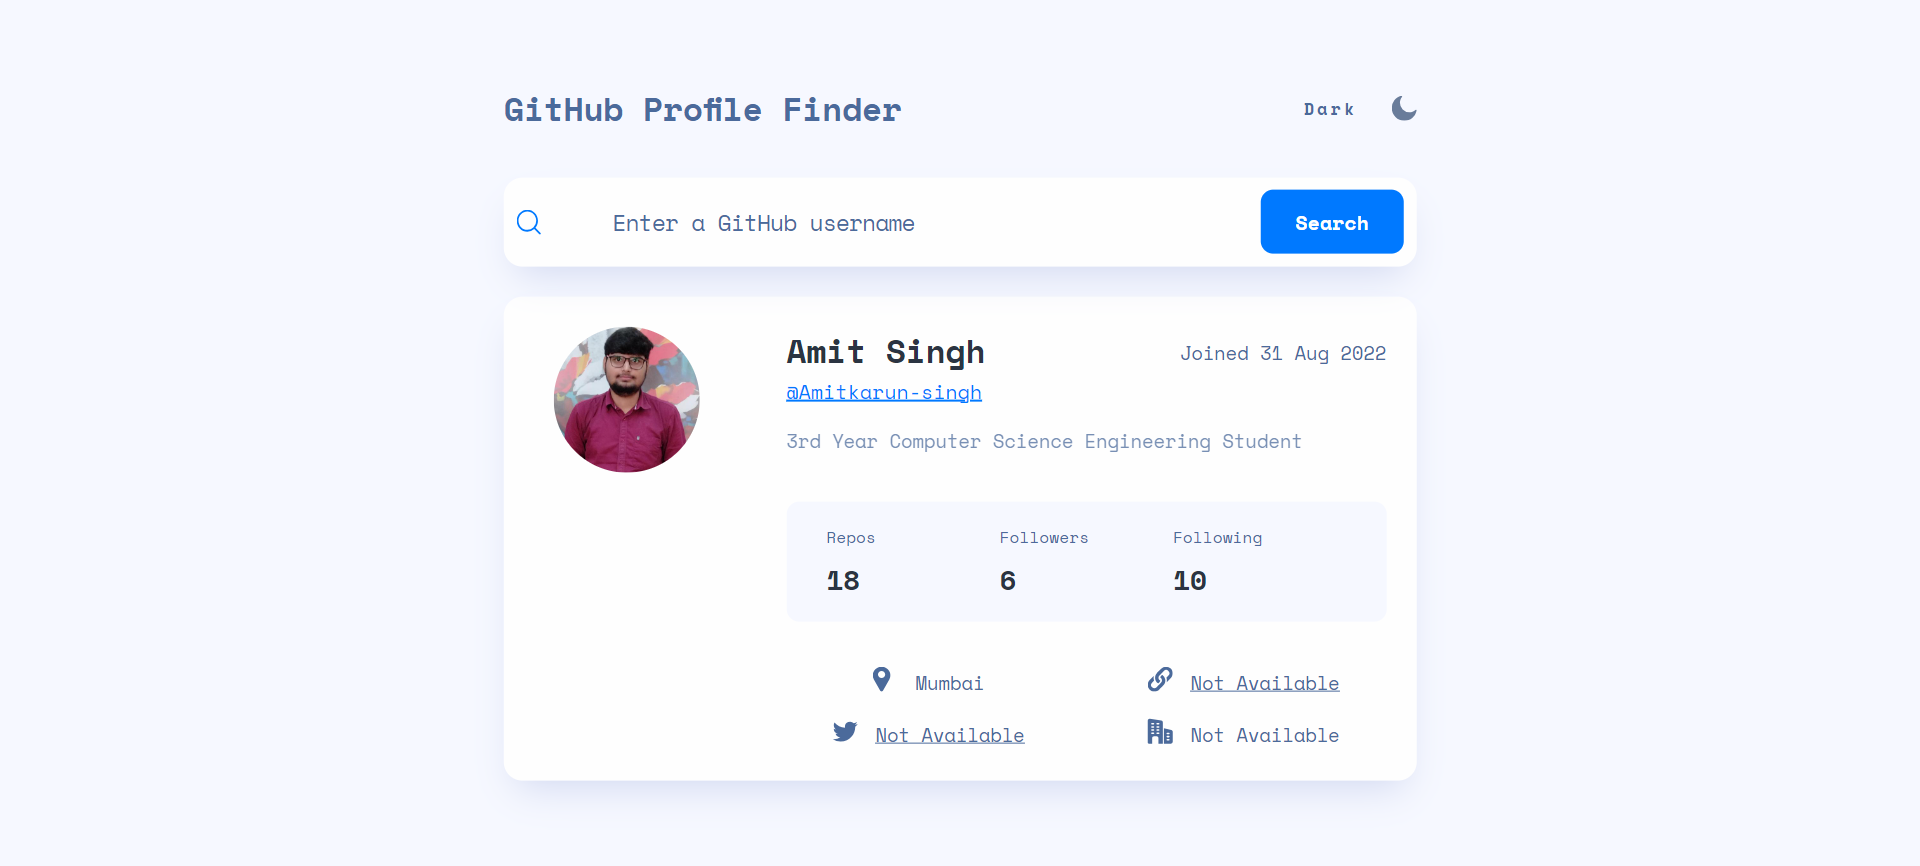 GitHub Profile Finder
Dark
Enter a GitHub username
Search
Amit Singh
Joined 31 Aug 2022
@Amitkarun-singh
3rd Year Computer Science Engineering Student
Repos Followers Following
18 6 10
Mumbai
Not Available
Not Available
Not Available